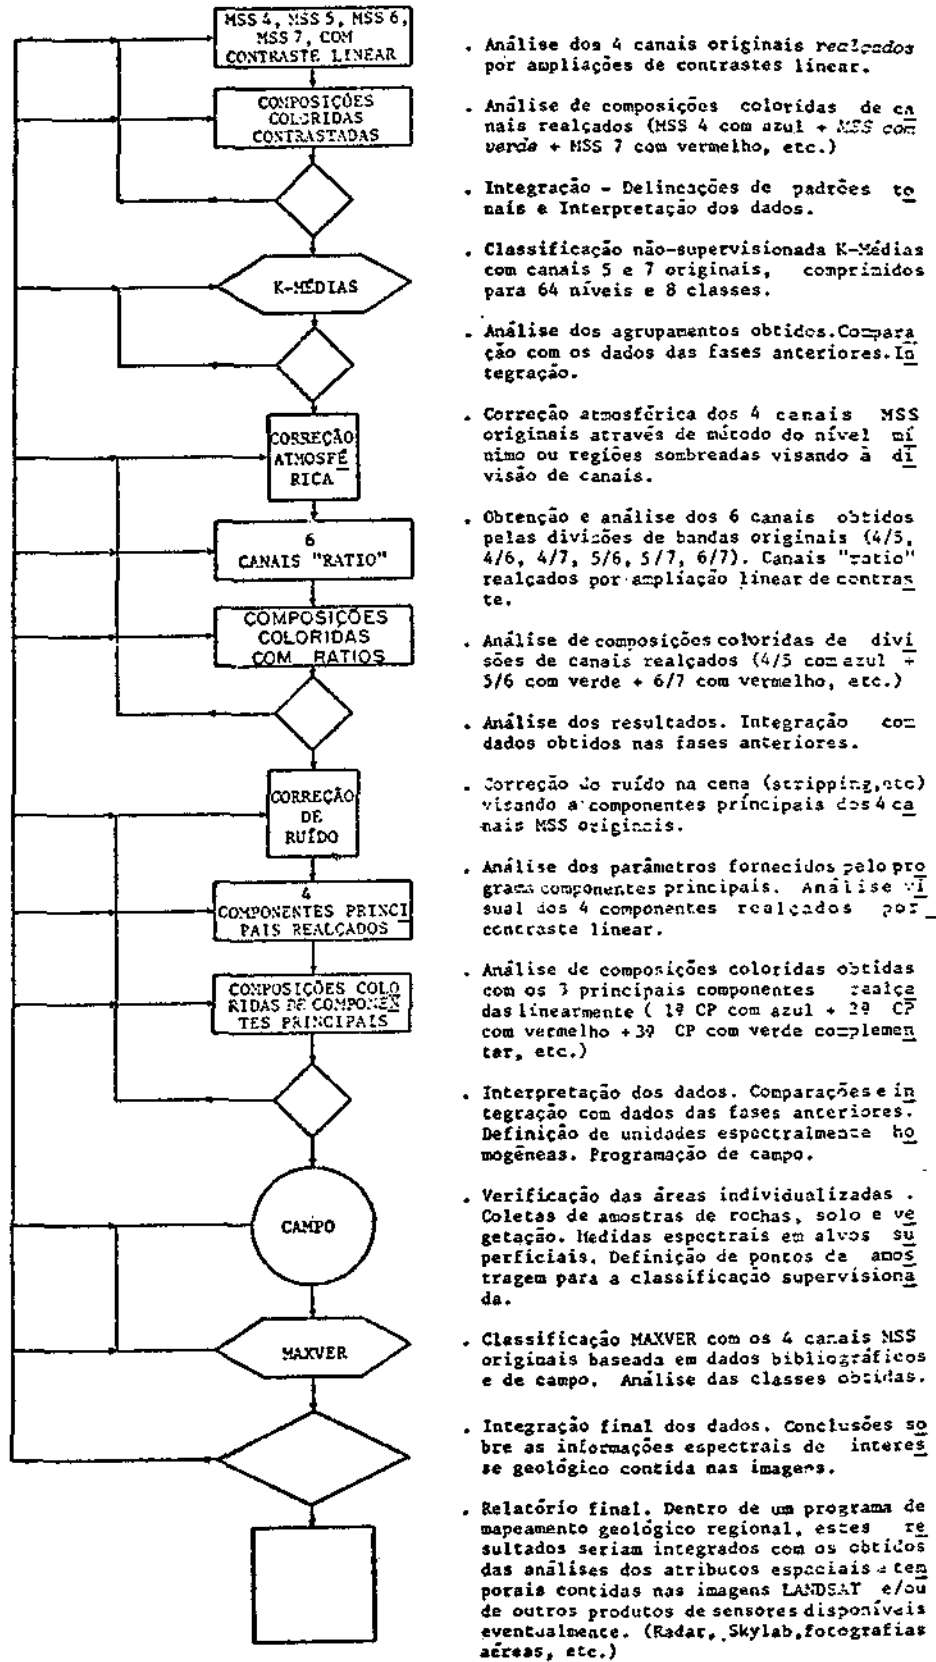 MSS 4, MSS 5, MSS 6,
MSS 7, COM
CONTRASTE LINEAR
COMPOSIÇÕES
COLORIDAS
CONTRASTADAS
K-MÉDIAS
CORREÇÃO
ATMOSFÉ
RICA
6
CANAIS "RATIO"
COMPOSIÇÕES
COLORIDAS
COM RATIOS
CORREÇÃO
DE
RUÍDO
4
COMPONENTES PRINCI
PAIS REALÇADOS
COMPOSIÇÕES COLO
RIDAS DE COMPONEN
TES PRINCIPAIS
CAMPO
MAXVER
. Análise dos 4 canais originais realçados
por ampliações de contrastes linear.
. Análise de composições coloridas de ca
nais realçados (MSS 4 com azul + MSS com
verde + MSS 7 com vermelho, etc.)
. Integração - Delineações de padrões to
nais e Interpretação dos dados.
. Classificação não-supervisionada K-Médias
com canais 5 e 7 originais, comprimidos
para 64 níveis e 8 classes.
. Análise dos agrupamentos obtidos. Compara
ção com os dados das fases anteriores. In
tegração.
. Correção atmosférica dos 4 canais MSS
originais através de método do nível mí
nimo ou regiões sombreadas visando à di
visão de canais.
. Obtenção e análise dos 6 canais obtidos
pelas divisões de bandas originais (4/5,
4/6, 4/7, 5/6, 5/7, 6/7). Canais "ratio"
realçados por ampliação linear de contras
te.
. Análise de composições coloridas de divi
sões de canais realçados (4/5 com azul +
5/6 com verde + 6/7 com vermelho, etc.)
. Análise dos resultados. Integração com
dados obtidos nas fases anteriores.
. Correção do ruído na cena (stripping, etc)
visando a componentes principais dos 4 ca
nais MSS originais.
. Análise dos parâmetros fornecidos pelo pro
grama componentes principais. Análise vi
sual dos 4 componentes realçados por
contraste linear.
. Análise de composições coloridas obtidas
com os 3 principais componentes realça
das linearmente ( 1º CP com azul + 2º CP
com vermelho + 3º CP com verde complemen
tar, etc.)
. Interpretação dos dados. Comparações e in
tegração com dados das fases anteriores.
Definição de unidades espectralmente ho
mogêneas. Programação de campo.
. Verificação das áreas individualizadas .
Coletas de amostras de rochas, solo e ve
getação. Medidas espectrais em alvos su
perficiais. Definição de pontos de amos
tragem para a classificação supervisiona
da.
. Classificação MAXVER com os 4 canais MSS
originais baseada em dados bibliográficos
e de campo. Análise das classes obtidas.
. Integração final dos dados. Conclusões so
bre as informações espectrais de interes
se geológico contida nas imagens.
. Relatório final. Dentro de um programa de
mapeamento geológico regional, estes re
sultados seriam integrados com os obtidos
das análises dos atributos espaciais e tem
porais contidas nas imagens LANDSAT e/ou
de outros produtos de sensores disponíveis
eventualmente. (Radar, Skylab, fotografias
aéreas, etc.)